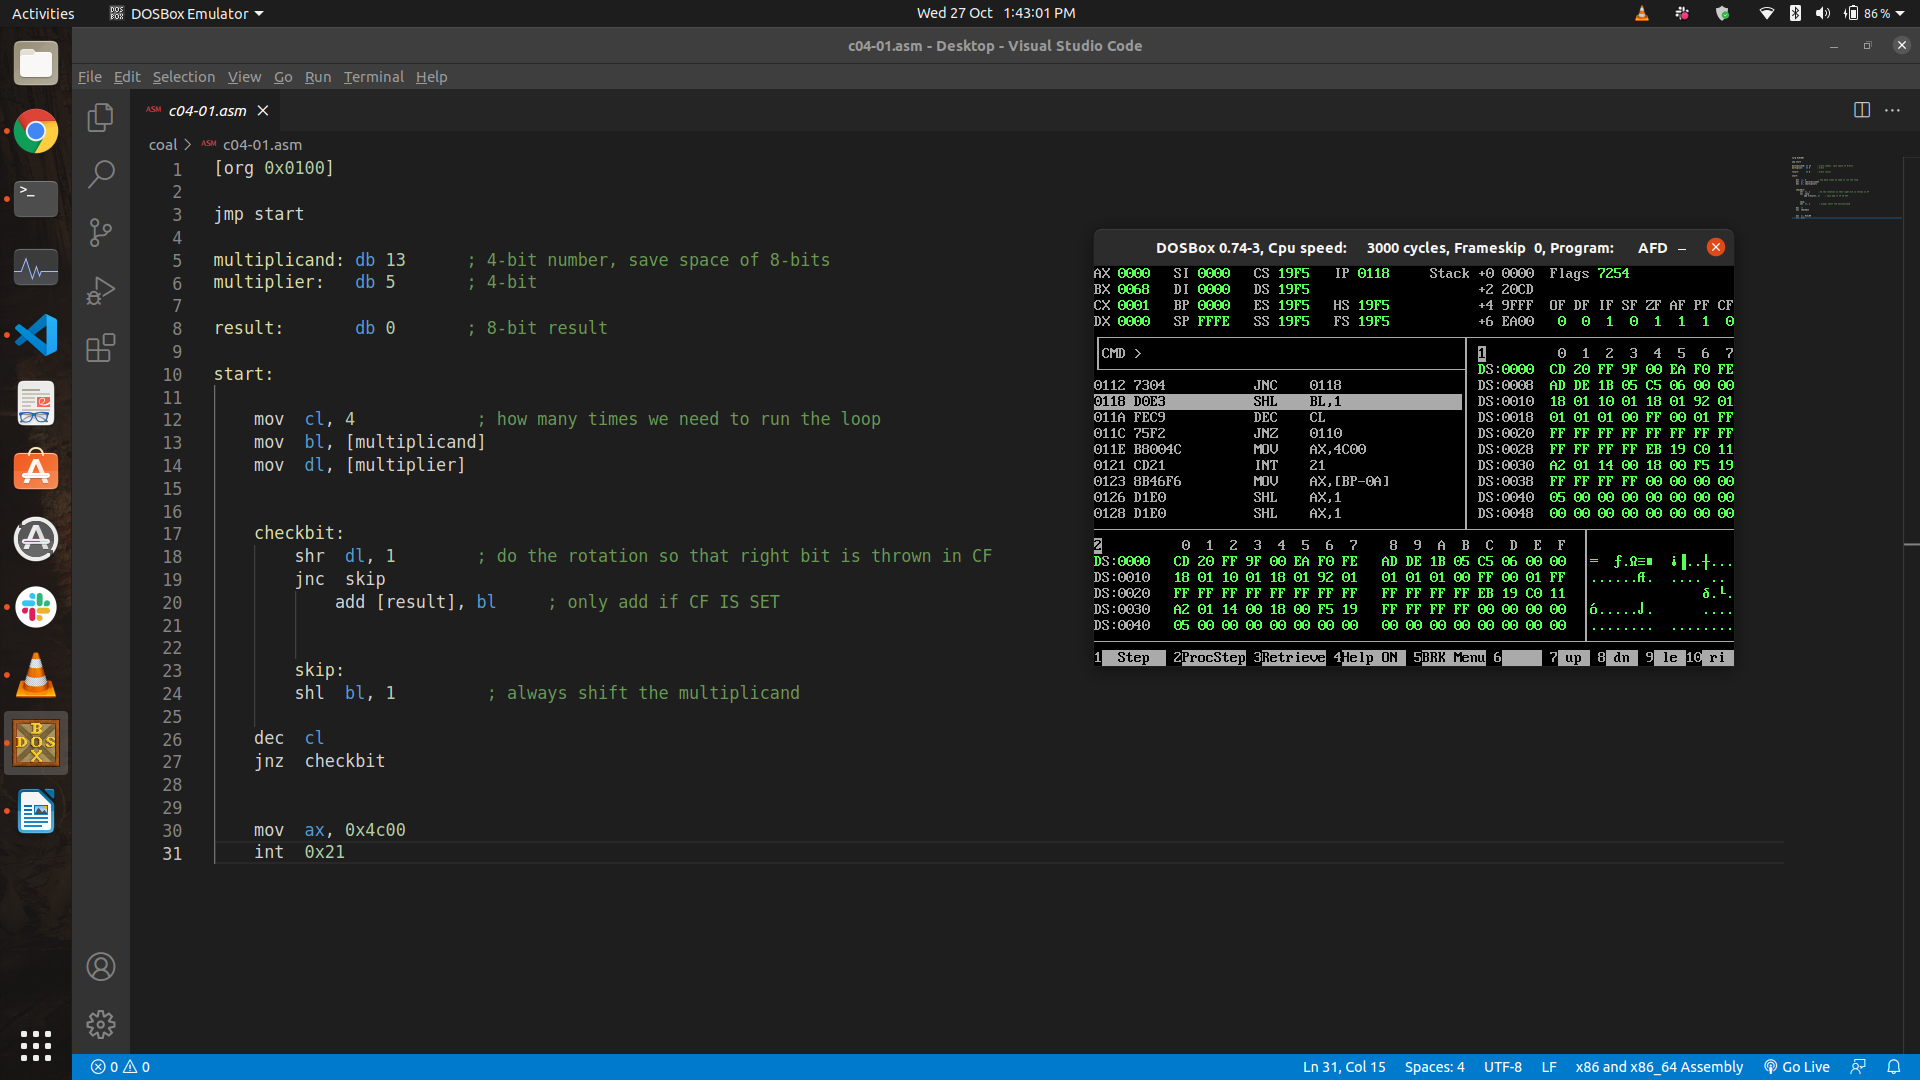 Activities
DOSBox Emulator
Wed 27 Oct 1:43:01 PM
86 %
c04-01.asm - Desktop - Visual Studio Code
File Edit Selection View Go Run Terminal Help
ASM c04-01.asm
coal > ASM c04-01.asm
1 [org 0x0100]
2
3 jmp start
4
5 multiplicand: db 13 ; 4-bit number, save space of 8-bits
6 multiplier: db 5 ; 4-bit
7
8 result: db 0 ; 8-bit result
9
10 start:
11
12 mov cl, 4 ; how many times we need to run the loop
13 mov bl, [multiplicand]
14 mov dl, [multiplier]
15
16
17 checkbit:
18 shr dl, 1 ; do the rotation so that right bit is thrown in CF
19 jnc skip
20 add [result], bl ; only add if CF IS SET
21
22
23 skip:
24 shl bl, 1 ; always shift the multiplicand
25
26 dec cl
27 jnz checkbit
28
29
30 mov ax, 0x4c00
31 int 0x21
DOSBox 0.74-3, Cpu speed: 3000 cycles, Frameskip 0, Program: AFD
AX 0000 SI 0000 CS 19F5 IP 0118 Stack +0 0000 Flags 7254
BX 0068 DI 0000 DS 19F5 +2 20CD
CX 0001 BP 0000 ES 19F5 HS 19F5 +4 9FFF OF DF IF SF ZF AF PF CF
DX 0000 SP FFFE SS 19F5 FS 19F5 +6 EA00 0 0 1 0 1 1 1 0
CMD >
0112 7304 JNC 0118
0118 D0E3 SHL BL,1
011A FEC9 DEC CL
011C 75F2 JNZ 0110
011E B8004C MOV AX,4C00
0121 CD21 INT 21
0123 8B46F6 MOV AX,[BP-0A]
0126 D1E0 SHL AX,1
0128 D1E0 SHL AX,1
1 0 1 2 3 4 5 6 7
DS:0000 CD 20 FF 9F 00 EA F0 FE
DS:0008 AD DE 1B 05 C5 06 00 00
DS:0010 18 01 10 01 18 01 92 01
DS:0018 01 01 01 00 FF 00 01 FF
DS:0020 FF FF FF FF FF FF FF FF
DS:0028 FF FF FF FF EB 19 C0 11
DS:0030 A2 01 14 00 18 00 F5 19
DS:0038 FF FF FF FF 00 00 00 00
DS:0040 05 00 00 00 00 00 00 00
DS:0048 00 00 00 00 00 00 00 00
2 0 1 2 3 4 5 6 7 8 9 A B C D E F
DS:0000 CD 20 FF 9F 00 EA F0 FE AD DE 1B 05 C5 06 00 00
DS:0010 18 01 10 01 18 01 92 01 01 01 01 00 FF 00 01 FF
DS:0020 FF FF FF FF FF FF FF FF FF FF FF FF EB 19 C0 11
DS:0030 A2 01 14 00 18 00 F5 19 FF FF FF FF 00 00 00 00
DS:0040 05 00 00 00 00 00 00 00 00 00 00 00 00 00 00 00
1 Step 2 ProcStep 3 Retrieve 4 Help ON 5 BRK Menu 6 7 up 8 dn 9 le 10 ri
0 0
Ln 31, Col 15 Spaces: 4 UTF-8 LF x86 and x86_64 Assembly Go Live